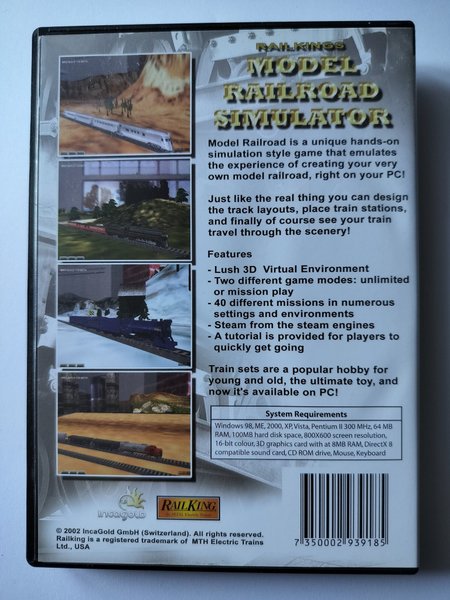 RAILKINGS
MODEL
RAILROAD
SIMULATOR
Model Railroad is a unique hands-on
simulation style game that emulates
the experience of creating your very
own model railroad, right on your PC!
Just like the real thing you can design
the track layouts, place train stations,
and finally of course see your train
travel through the scenery!
Features
- Lush 3D Virtual Environment
- Two different game modes: unlimited
or mission play
- 40 different missions in numerous
settings and environments
- Steam from the steam engines
- A tutorial is provided for players to
quickly get going
Train sets are a popular hobby for
young and old, the ultimate toy, and
now it's available on PC!
System Requirements
Windows 98, ME, 2000, XP, Vista, Pentium II 300 MHz, 64 MB
RAM, 100MB hard disk space, 800X600 screen resolution,
16-bit colour, 3D graphics card with at 8MB RAM, DirectX 8
compatible sound card, CD ROM drive, Mouse, Keyboard
incagold
RAILKING
by MTH Electric Trains
© 2002 IncaGold GmbH (Switzerland). All rights reserved.
Railking is a registered trademark of MTH Electric Trains
Ltd., USA
7 350002 939185